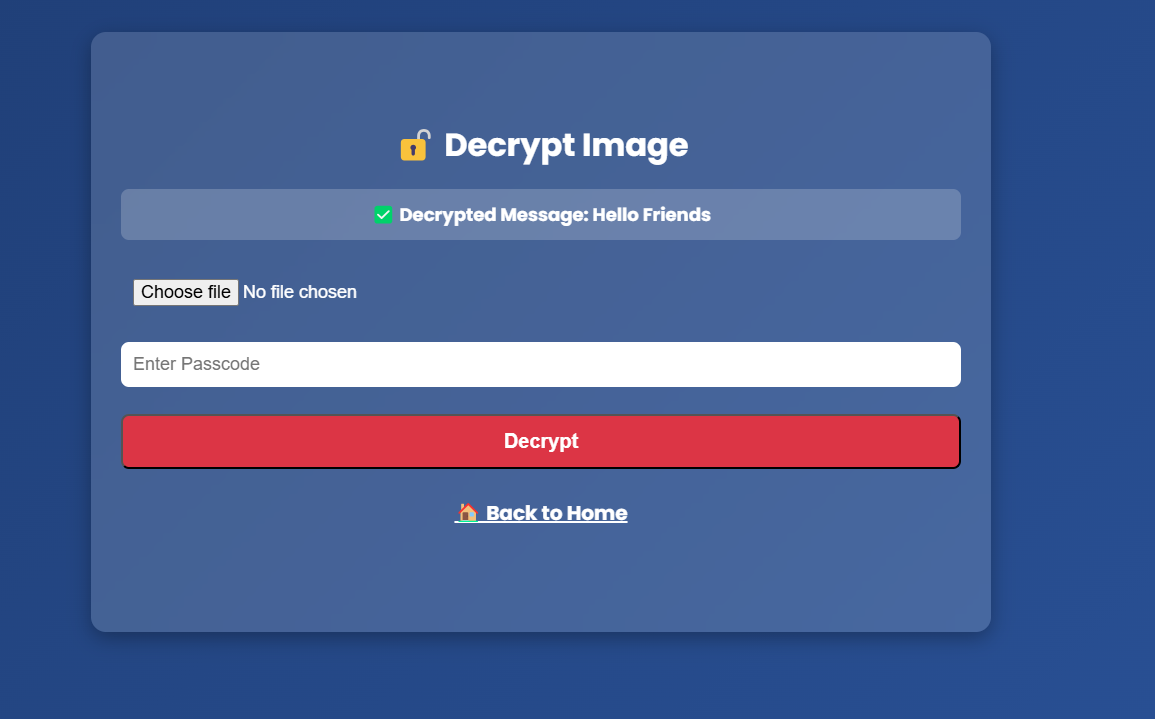 🔓 Decrypt Image
✅ Decrypted Message: Hello Friends
Choose file No file chosen
Enter Passcode
Decrypt
🏠 Back to Home